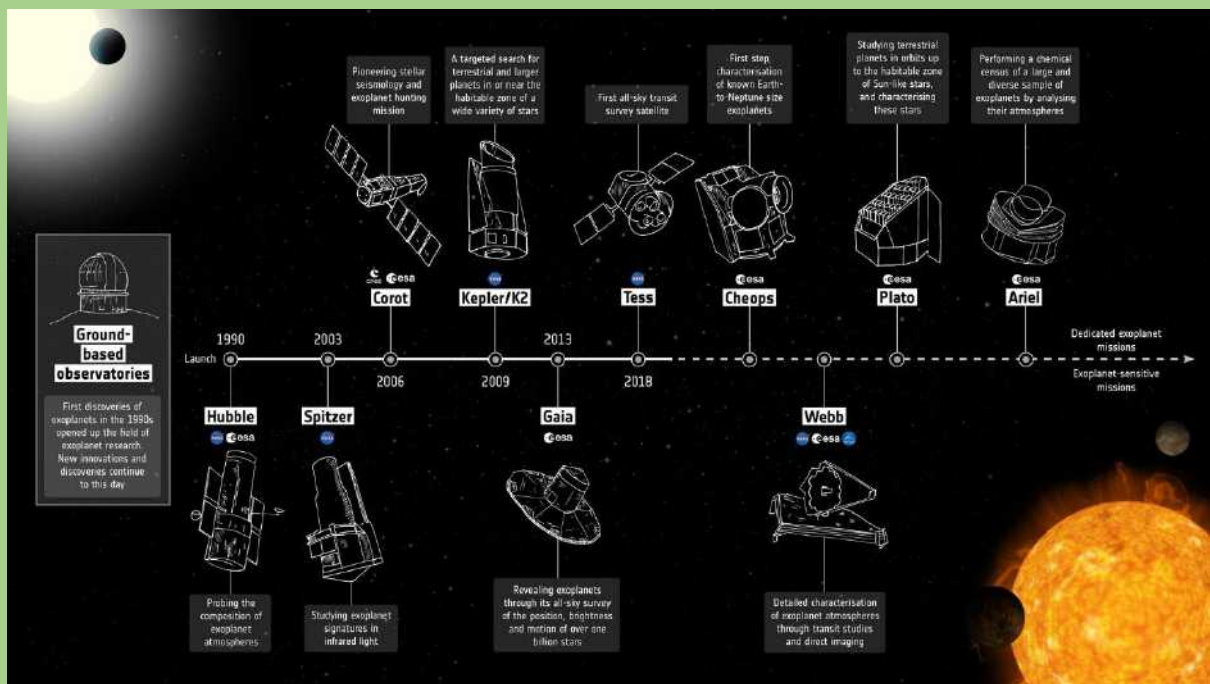 Pioneering stellar
seismology and
exoplanet hunting
mission
A targeted search for
terrestrial and larger
planets in or near the
habitable zone of a
wide variety of stars
First all-sky transit
survey satellite
First step
characterisation
of known Earth-
to-Neptune size
exoplanets
Studying terrestrial
planets in orbits up
to the habitable zone
of Sun-like stars,
and characterising
these stars
Performing a chemical
census of a large and
diverse sample of
exoplanets by analysing
their atmospheres
cnes esa
Corot
NASA
Kepler/K2
NASA
Tess
esa
Cheops
esa
Plato
esa
Ariel
Ground-
based
observatories
First discoveries of
exoplanets in the 1990s
opened up the field of
exoplanet research.
New innovations and
discoveries continue
to this day
Launch
1990
2003
2006
2009
2013
2018
Dedicated exoplanet
missions
Exoplanet-sensitive
missions
Hubble
NASA esa
Spitzer
NASA
Gaia
esa
Webb
NASA esa
Probing the
composition of
exoplanet
atmospheres
Studying exoplanet
signatures in
infrared light
Revealing exoplanets
through its all-sky survey
of the position, brightness
and motion of over one
billion stars
Detailed characterisation
of exoplanet atmospheres
through transit studies
and direct imaging